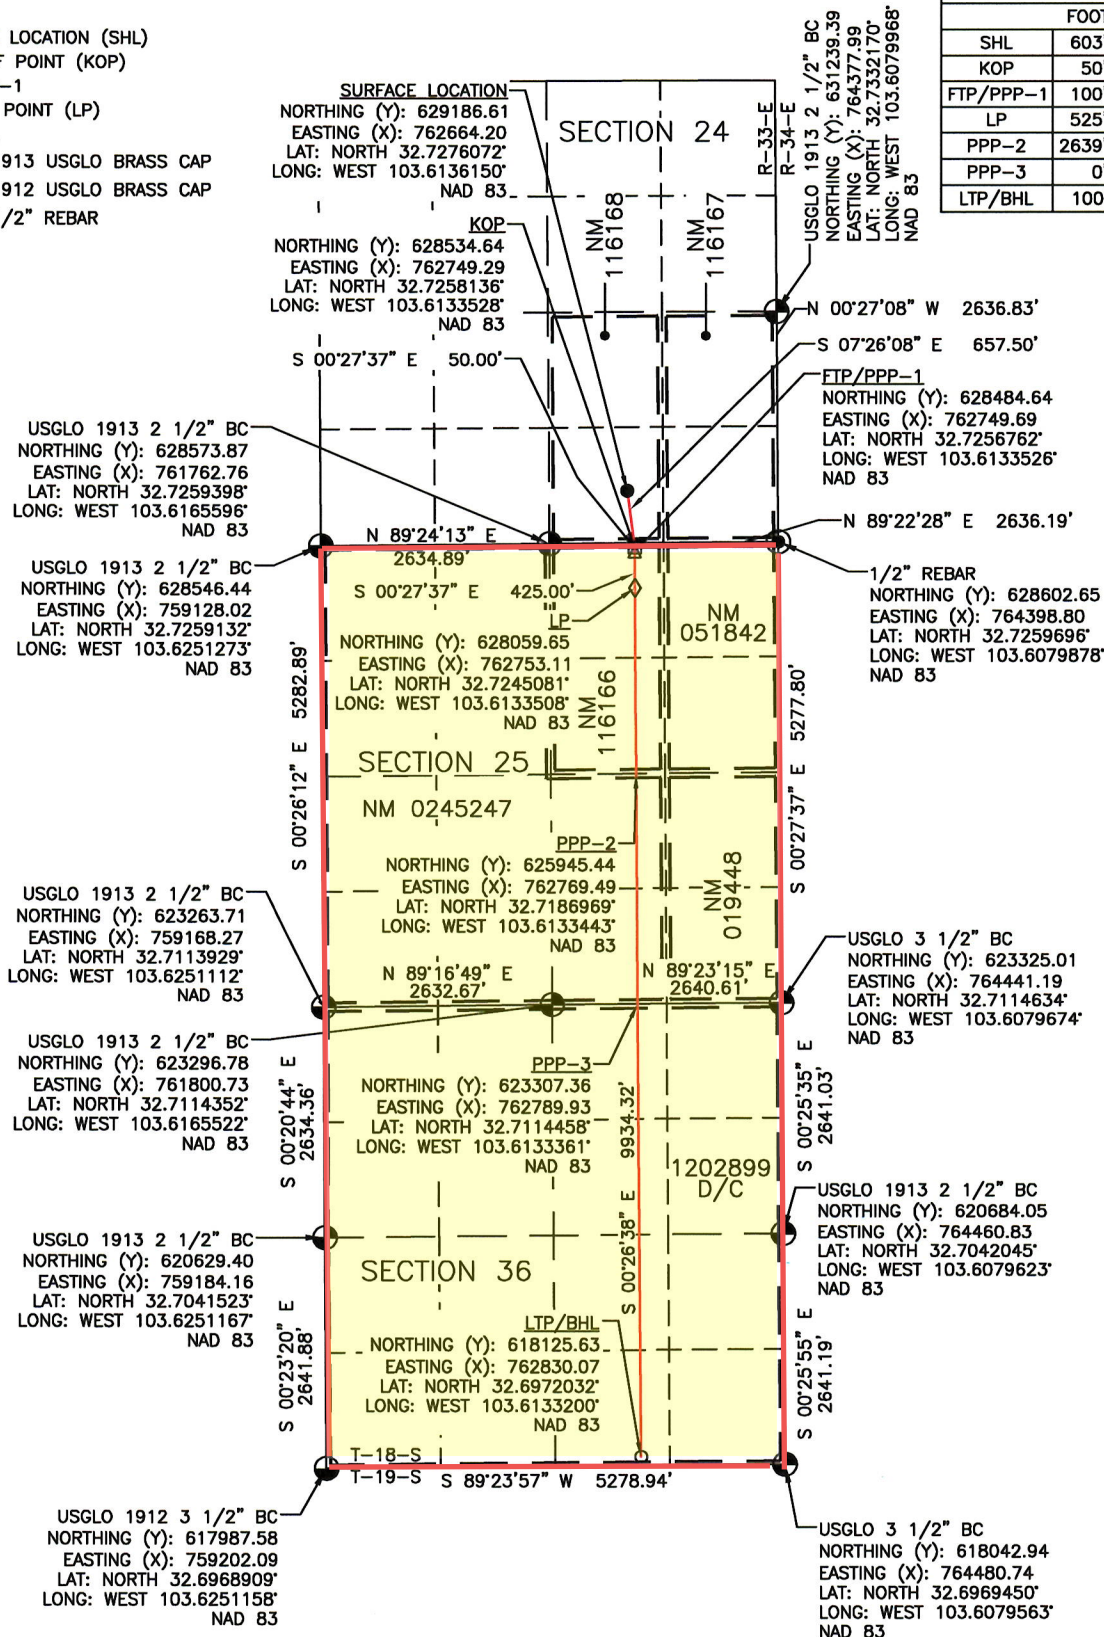 LOCATION (SHL)
POINT (KOP)
-1
POINT (LP)
913 USGLO BRASS CAP
912 USGLO BRASS CAP
/2" REBAR
FOOT
SHL 603
KOP 50
FTP/PPP-1 100
LP 525
PPP-2 2639
PPP-3 0
LTP/BHL 100
SURFACE LOCATION
NORTHING (Y): 629186.61
EASTING (X): 762664.20
LAT: NORTH 32.7276072°
LONG: WEST 103.6136150°
NAD 83
SECTION 24
R-33-E
R-34-E
USGLO 1913 2 1/2" BC
NORTHING (Y): 631239.39
EASTING (X): 764377.99
LAT: NORTH 32.7332170°
LONG: WEST 103.6079968°
NAD 83
KOP
NORTHING (Y): 628534.64
EASTING (X): 762749.29
LAT: NORTH 32.7258136°
LONG: WEST 103.6133528°
NAD 83
NM
116168
NM
116167
N 00°27'08" W 2636.83'
S 07°26'08" E 657.50'
S 00°27'37" E 50.00'
FTP/PPP-1
NORTHING (Y): 628484.64
EASTING (X): 762749.69
LAT: NORTH 32.7256762°
LONG: WEST 103.6133526°
NAD 83
USGLO 1913 2 1/2" BC
NORTHING (Y): 628573.87
EASTING (X): 761762.76
LAT: NORTH 32.7259398°
LONG: WEST 103.6165596°
NAD 83
N 89°24'13" E
2634.89'
N 89°22'28" E 2636.19'
USGLO 1913 2 1/2" BC
NORTHING (Y): 628546.44
EASTING (X): 759128.02
LAT: NORTH 32.7259132°
LONG: WEST 103.6251273°
NAD 83
S 00°27'37" E 425.00'
1/2" REBAR
NORTHING (Y): 628602.65
EASTING (X): 764398.80
LAT: NORTH 32.7259696°
LONG: WEST 103.6079878°
NAD 83
LP
NORTHING (Y): 628059.65
EASTING (X): 762753.11
LAT: NORTH 32.7245081°
LONG: WEST 103.6133508°
NAD 83
NM
051842
NM
116166
S 00°26'12" E 5282.89'
S 00°27'37" E 5277.80'
SECTION 25
NM 0245247
PPP-2
NORTHING (Y): 625945.44
EASTING (X): 762769.49
LAT: NORTH 32.7186969°
LONG: WEST 103.6133443°
NAD 83
NM
019448
USGLO 1913 2 1/2" BC
NORTHING (Y): 623263.71
EASTING (X): 759168.27
LAT: NORTH 32.7113929°
LONG: WEST 103.6251112°
NAD 83
N 89°16'49" E
2632.67'
N 89°23'15" E
2640.61'
USGLO 3 1/2" BC
NORTHING (Y): 623325.01
EASTING (X): 764441.19
LAT: NORTH 32.7114634°
LONG: WEST 103.6079674°
NAD 83
USGLO 1913 2 1/2" BC
NORTHING (Y): 623296.78
EASTING (X): 761800.73
LAT: NORTH 32.7114352°
LONG: WEST 103.6165522°
NAD 83
S 00°20'44" E
2634.36'
PPP-3
NORTHING (Y): 623307.36
EASTING (X): 762789.93
LAT: NORTH 32.7114458°
LONG: WEST 103.6133361°
NAD 83
S 00°26'38" E 9934.32'
S 00°25'35" E
2641.03'
1202899
D/C
USGLO 1913 2 1/2" BC
NORTHING (Y): 620684.05
EASTING (X): 764460.83
LAT: NORTH 32.7042045°
LONG: WEST 103.6079623°
NAD 83
USGLO 1913 2 1/2" BC
NORTHING (Y): 620629.40
EASTING (X): 759184.16
LAT: NORTH 32.7041523°
LONG: WEST 103.6251167°
NAD 83
SECTION 36
S 00°23'20" E
2641.88'
LTP/BHL
NORTHING (Y): 618125.63
EASTING (X): 762830.07
LAT: NORTH 32.6972032°
LONG: WEST 103.6133200°
NAD 83
S 00°25'55" E
2641.19'
T-18-S
T-19-S
S 89°23'57" W 5278.94'
USGLO 1912 3 1/2" BC
NORTHING (Y): 617987.58
EASTING (X): 759202.09
LAT: NORTH 32.6968909°
LONG: WEST 103.6251158°
NAD 83
USGLO 3 1/2" BC
NORTHING (Y): 618042.94
EASTING (X): 764480.74
LAT: NORTH 32.6969450°
LONG: WEST 103.6079563°
NAD 83